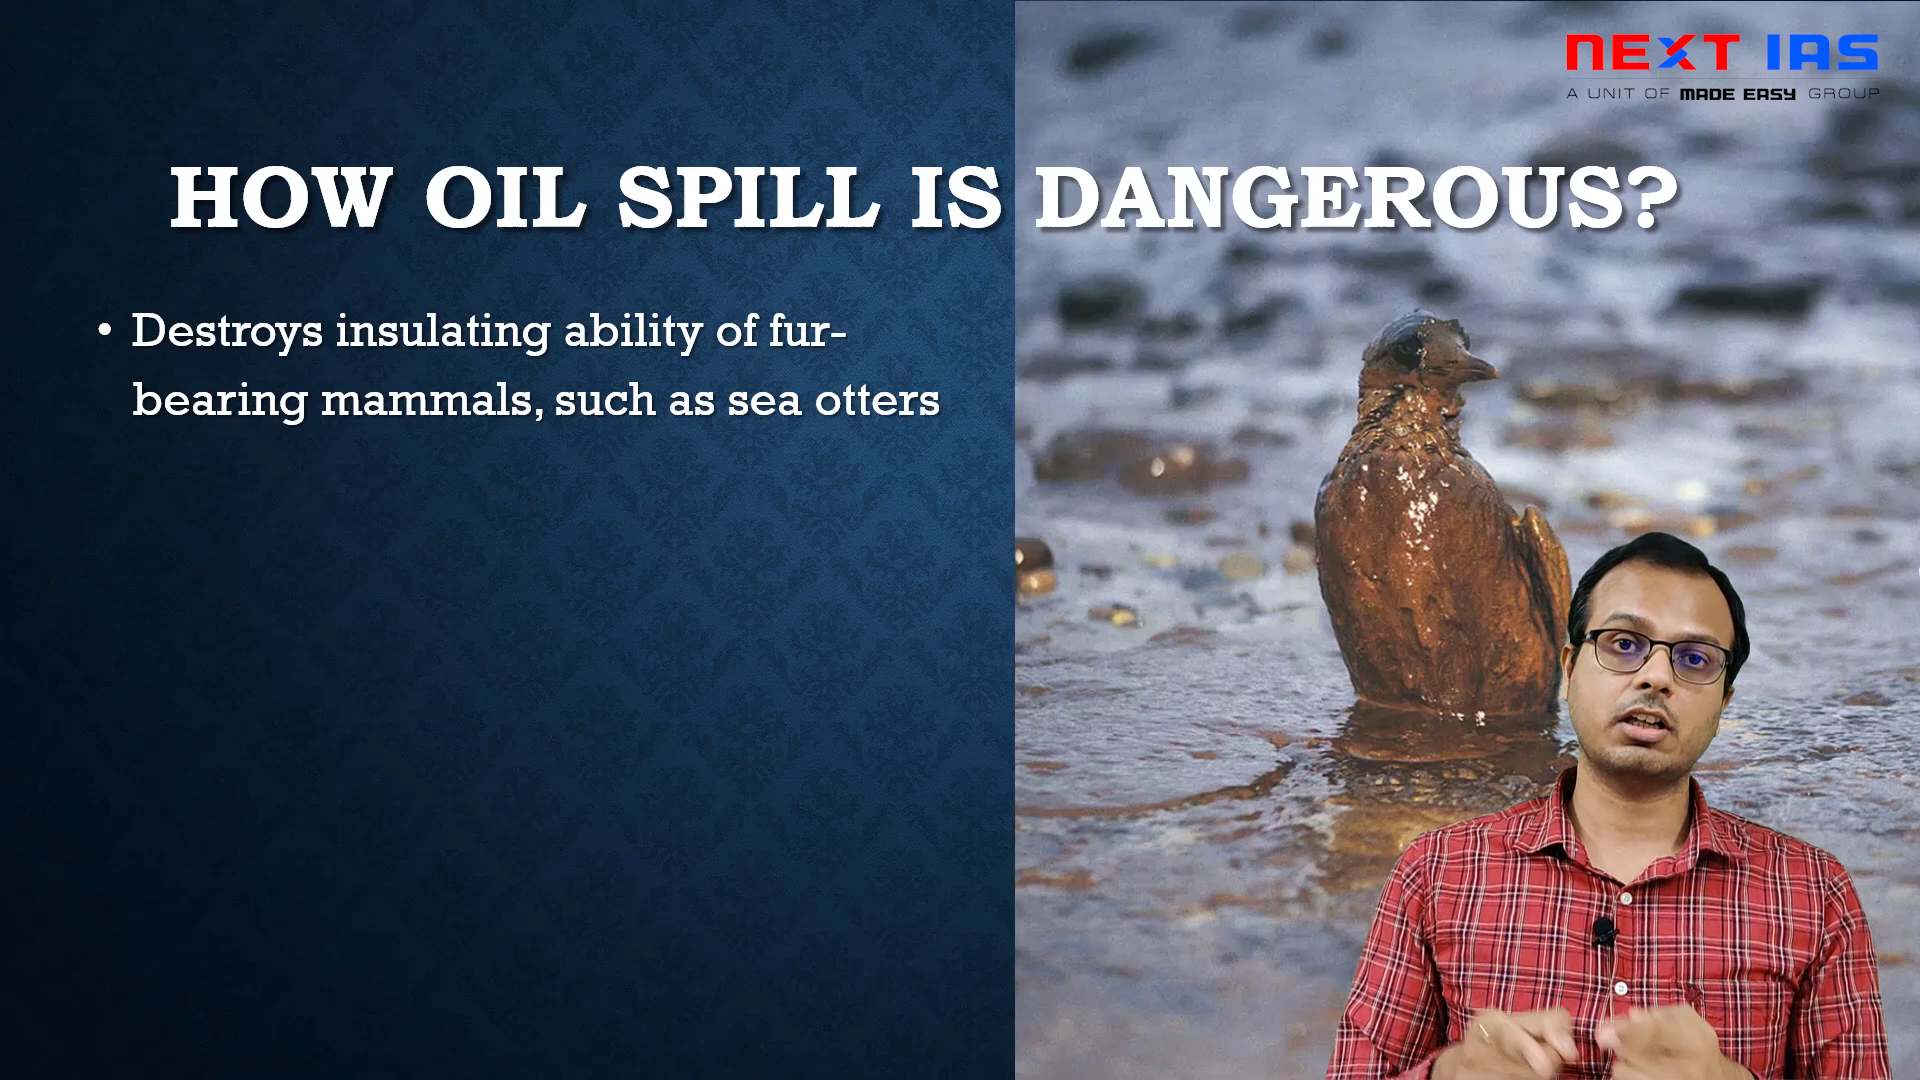 NEXT IAS
A UNIT OF MADE EASY GROUP
HOW OIL SPILL IS DANGEROUS?
• Destroys insulating ability of fur-
bearing mammals, such as sea otters